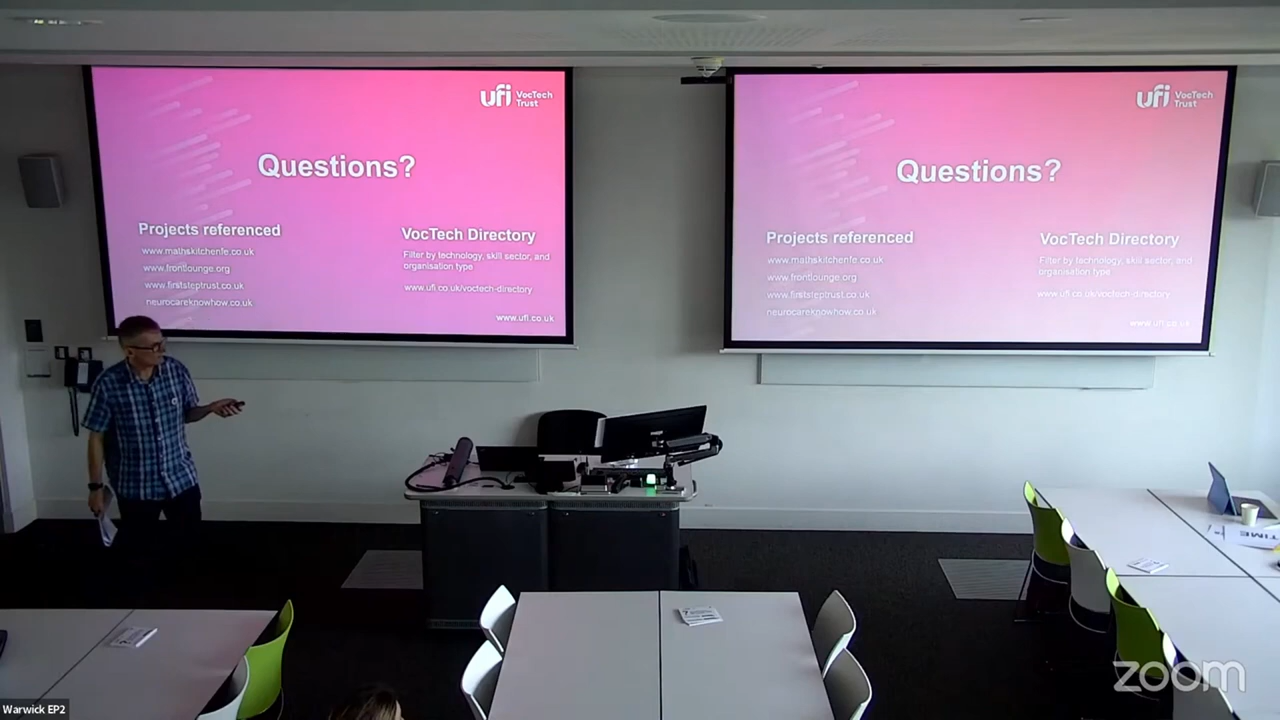 ufi VocTech
Trust
Questions?
Projects referenced
www.mathskitchenfe.co.uk
www.frontlounge.org
www.firststeptrust.co.uk
neurocareknowhow.co.uk
VocTech Directory
Filter by technology, skill sector, and
organisation type
www.ufi.co.uk/voctech-directory
www.ufi.co.uk
ufi VocTech
Trust
Questions?
Projects referenced
www.mathskitchenfe.co.uk
www.frontlounge.org
www.firststeptrust.co.uk
neurocareknowhow.co.uk
VocTech Directory
Filter by technology, skill sector, and
organisation type
www.ufi.co.uk/voctech-directory
www.ufi.co.uk
TIME
zoom
Warwick EP2